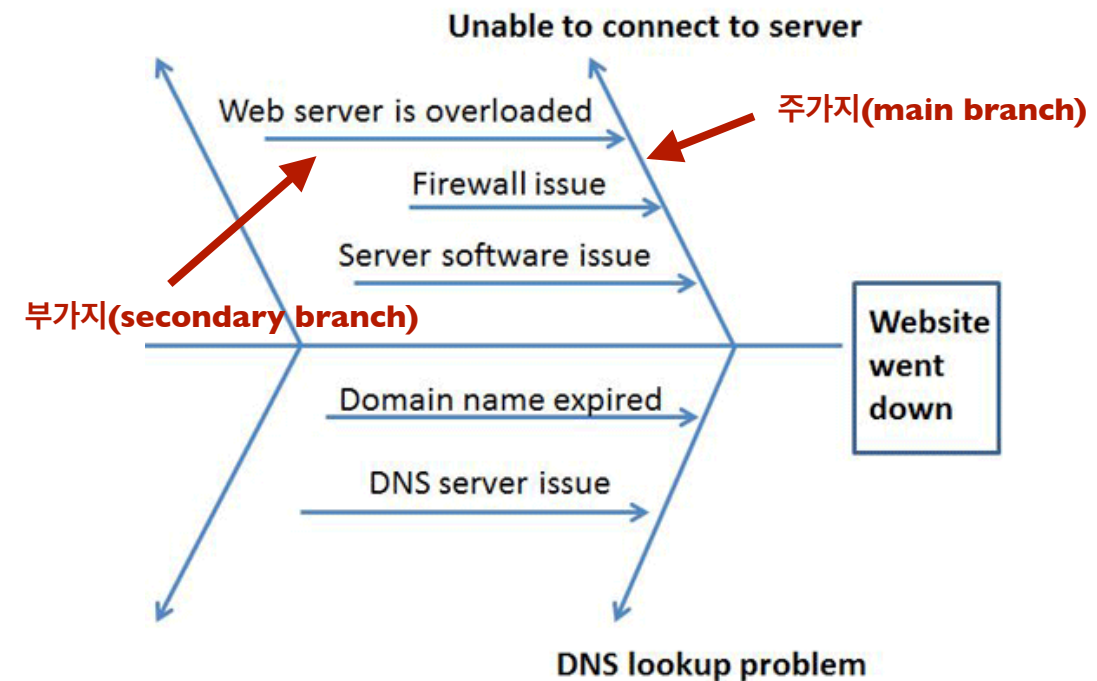 Unable to connect to server
Web server is overloaded
주가지(main branch)
Firewall issue
Server software issue
부가지(secondary branch)
Website
went
down
Domain name expired
DNS server issue
DNS lookup problem